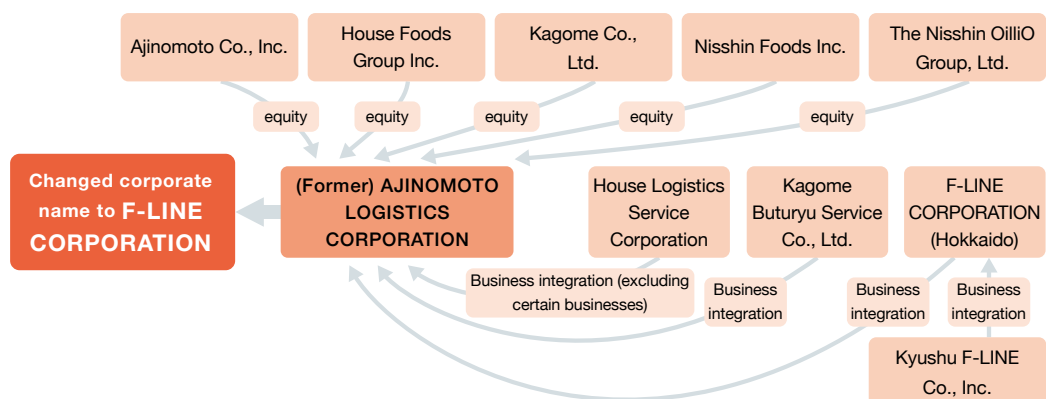 Ajinomoto Co., Inc.
House Foods
Group Inc.
Kagome Co.,
Ltd.
Nisshin Foods Inc.
The Nisshin OilliO
Group, Ltd.
equity
equity
equity
equity
equity
Changed corporate
name to F-LINE
CORPORATION
(Former) AJINOMOTO
LOGISTICS
CORPORATION
House Logistics
Service
Corporation
Kagome
Buturyu Service
Co., Ltd.
F-LINE
CORPORATION
(Hokkaido)
Business integration (excluding
certain businesses)
Business
integration
Business
integration
Business
integration
Kyushu F-LINE
Co., Inc.